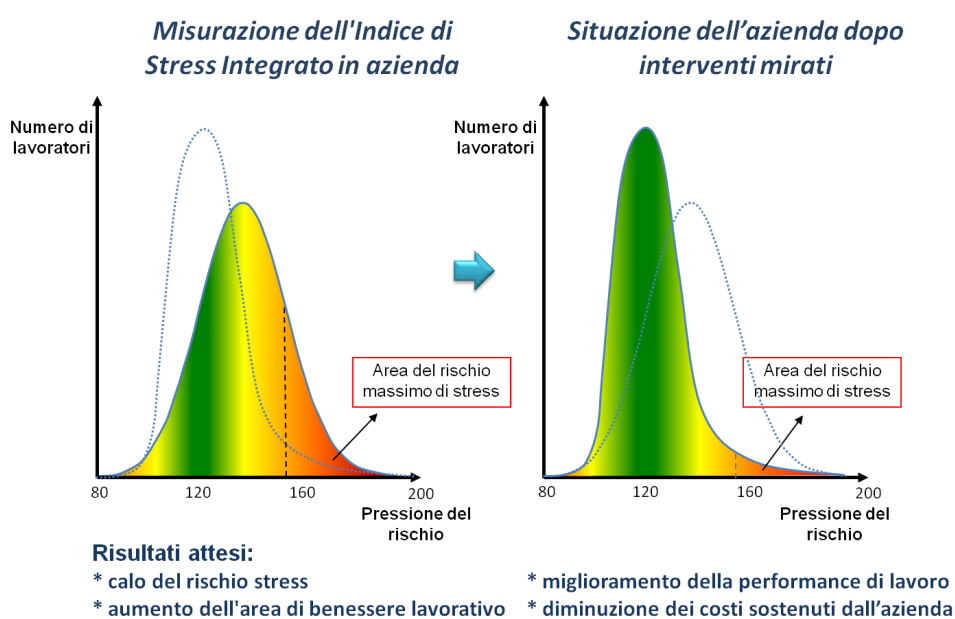 Misurazione dell'Indice di
Stress Integrato in azienda
Situazione dell’azienda dopo
interventi mirati
Numero di
lavoratori
Area del rischio
massimo di stress
80
120
160
200
Pressione del
rischio
Numero di
lavoratori
Area del rischio
massimo di stress
80
120
160
200
Pressione del
rischio
Risultati attesi:
* calo del rischio stress
* aumento dell'area di benessere lavorativo
* miglioramento della performance di lavoro
* diminuzione dei costi sostenuti dall’azienda